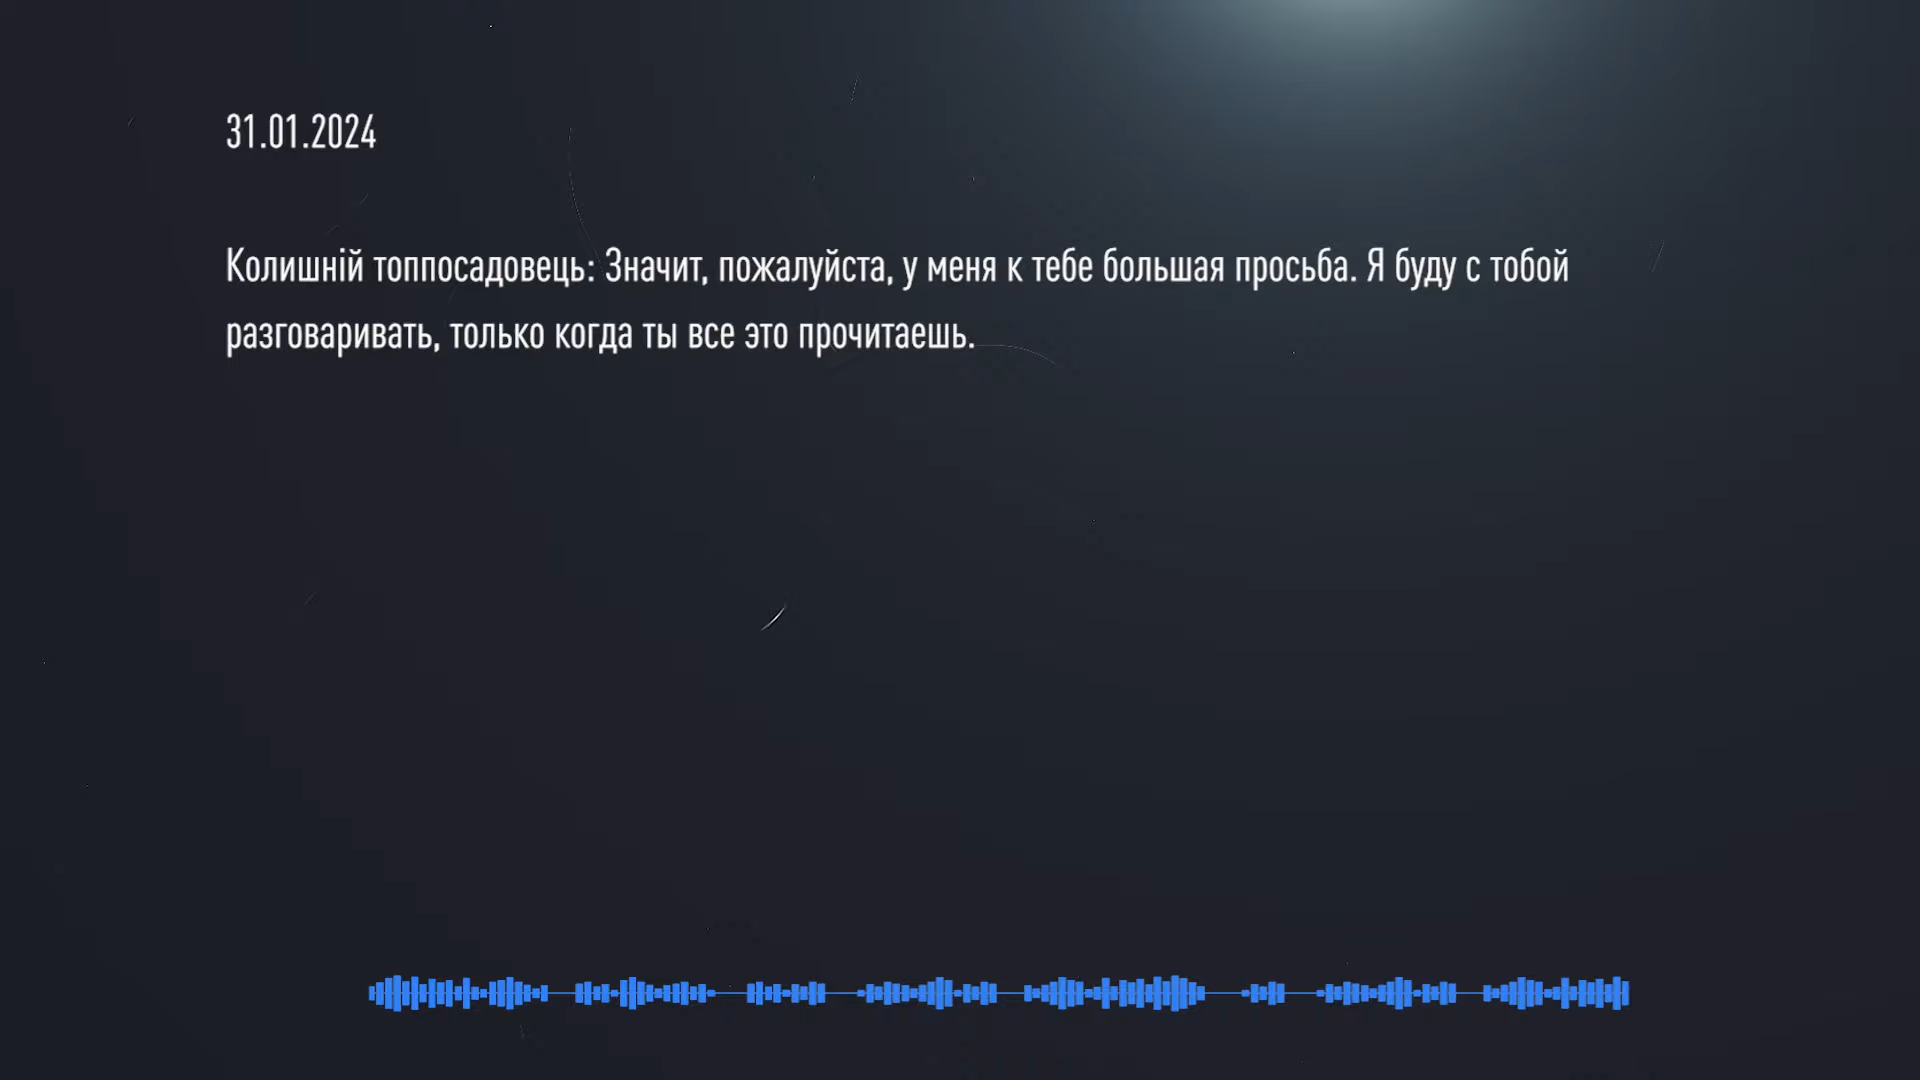 31.01.2024
Колишній топпосадовець: Значит, пожалуйста, у меня к тебе большая просьба. Я буду с тобой
разговаривать, только когда ты все это прочитаешь.